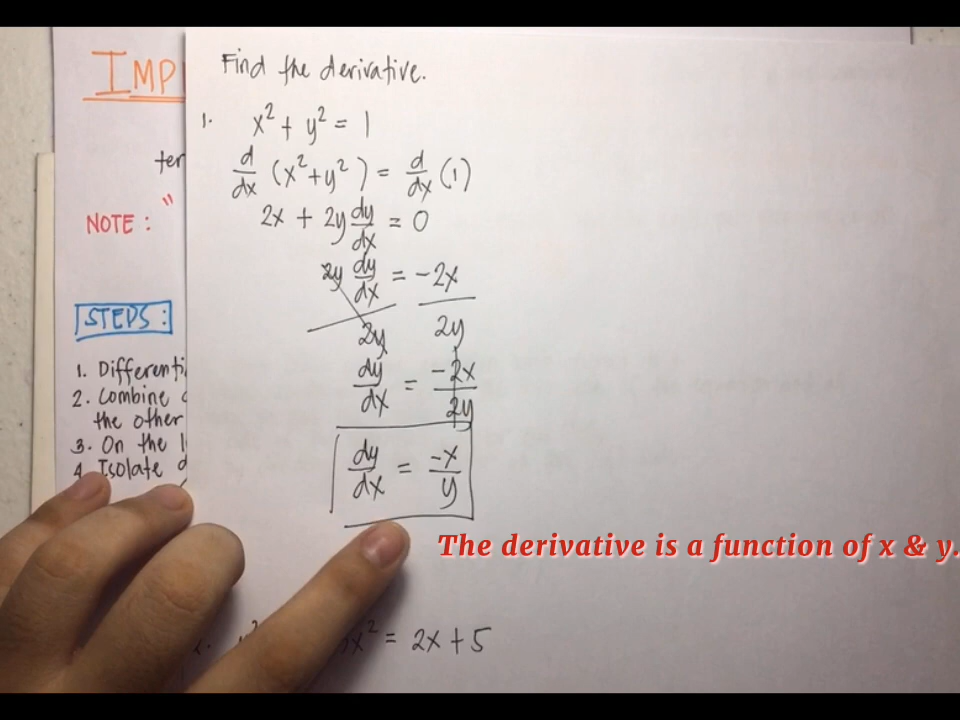 IMP
ter
NOTE : "
STEPS :
1. Differenti
2. Combine
the other
3. On the l
4. Isolate d
Find the derivative.
1. x² + y² = 1
d/dx (x² + y²) = d/dx (1)
2x + 2y dy/dx = 0
2y dy/dx / 2y = -2x / 2y
dy/dx = -2x / 2y
dy/dx = -x / y
The derivative is a function of x & y.
x² = 2x + 5